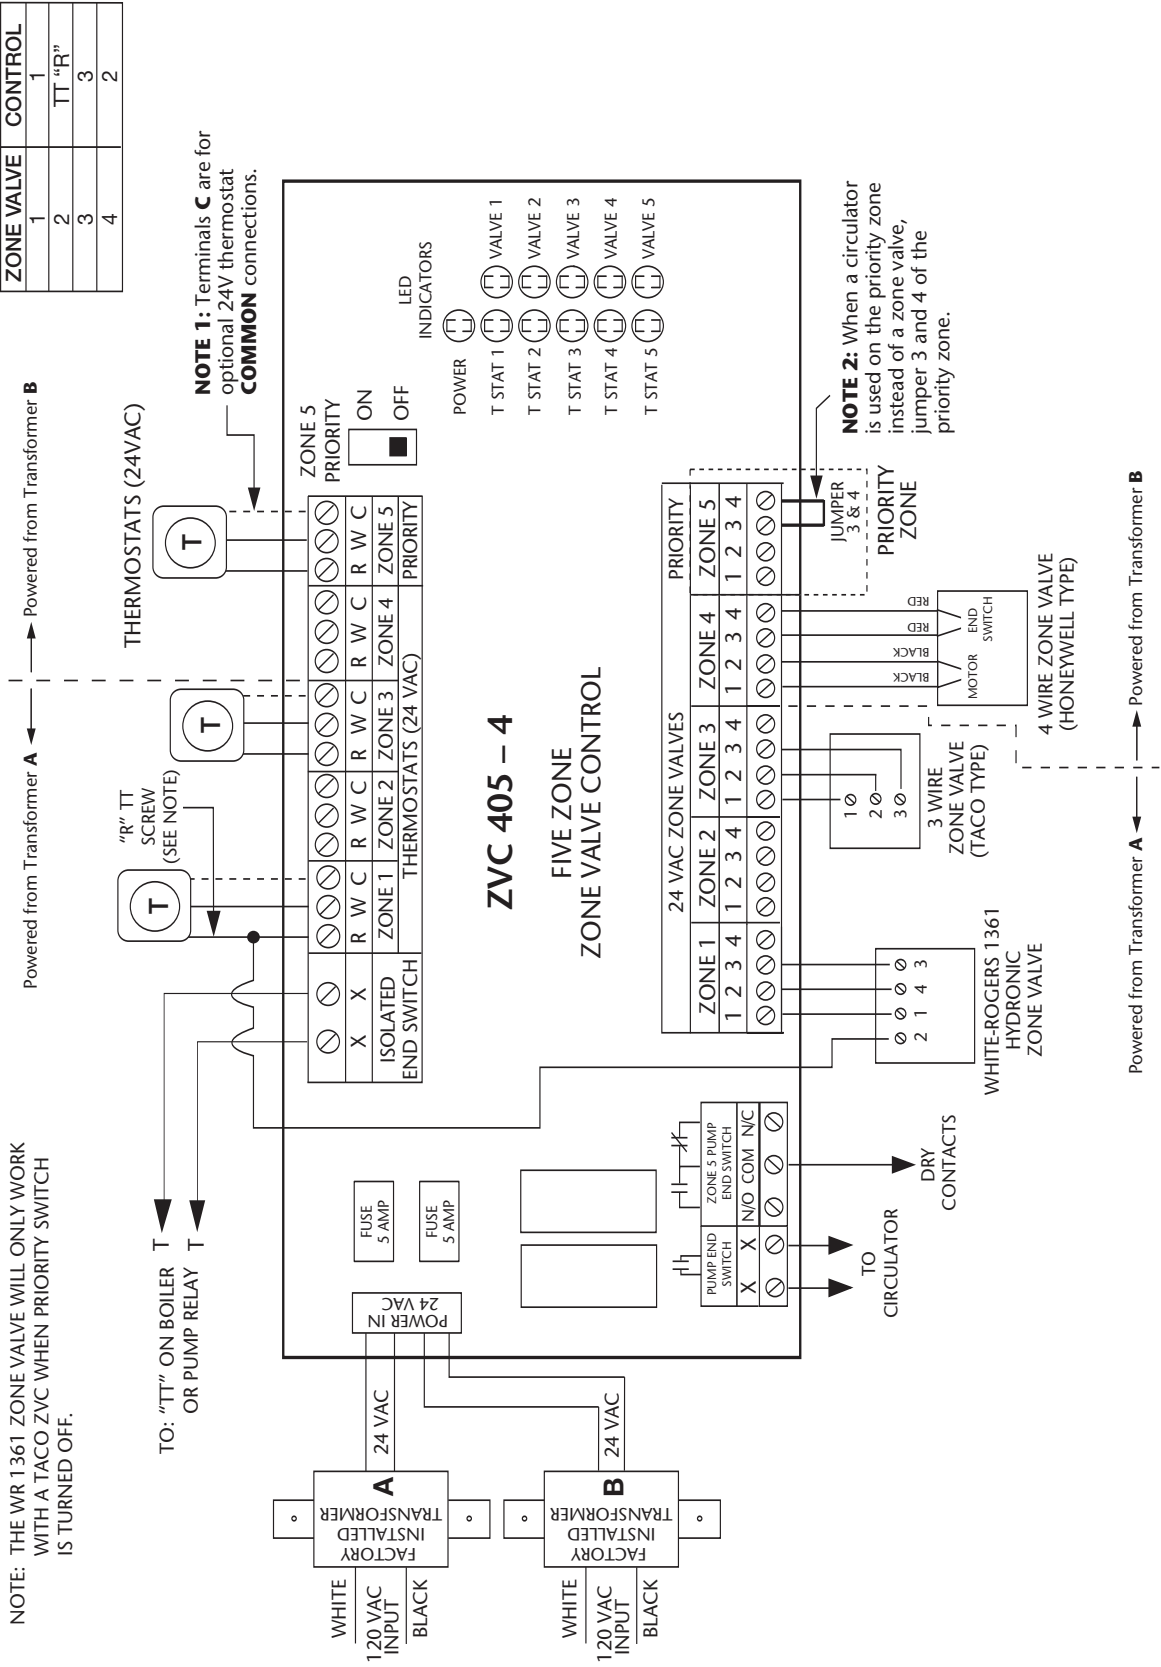 NOTE: THE WR 1361 ZONE VALVE WILL ONLY WORK
WITH A TACO ZVC WHEN PRIORITY SWITCH
IS TURNED OFF.
ZONE VALVE CONTROL
1 1
2 TT “R”
3 3
4 2
Powered from Transformer A
Powered from Transformer B
THERMOSTATS (24VAC)
NOTE 1: Terminals C are for
optional 24V thermostat
COMMON connections.
“R” TT
SCREW
(SEE NOTE)
T
T
T
TO: “TT” ON BOILER T
OR PUMP RELAY T
X X
ISOLATED
END SWITCH
R W C
ZONE 1
R W C
ZONE 2
R W C
ZONE 3
R W C
ZONE 4
R W C
ZONE 5
THERMOSTATS (24 VAC)
PRIORITY
ZONE 5
PRIORITY
ON
OFF
LED
INDICATORS
POWER
T STAT 1 VALVE 1
T STAT 2 VALVE 2
T STAT 3 VALVE 3
T STAT 4 VALVE 4
T STAT 5 VALVE 5
FUSE
5 AMP
FUSE
5 AMP
POWER IN
24 VAC
24 VAC
24 VAC
WHITE
120 VAC
INPUT
BLACK
FACTORY
INSTALLED
TRANSFORMER
A
WHITE
120 VAC
INPUT
BLACK
FACTORY
INSTALLED
TRANSFORMER
B
ZVC 405 – 4
FIVE ZONE
ZONE VALVE CONTROL
PUMP END
SWITCH
X X
ZONE 5 PUMP
END SWITCH
N/O COM N/C
24 VAC ZONE VALVES
PRIORITY
ZONE 1
1 2 3 4
ZONE 2
1 2 3 4
ZONE 3
1 2 3 4
ZONE 4
1 2 3 4
ZONE 5
1 2 3 4
JUMPER
3 & 4
PRIORITY
ZONE
NOTE 2: When a circulator
is used on the priority zone
instead of a zone valve,
jumper 3 and 4 of the
priority zone.
TO
CIRCULATOR
DRY
CONTACTS
2 1 4 3
WHITE-ROGERS 1361
HYDRONIC
ZONE VALVE
1
2
3
3 WIRE
ZONE VALVE
(TACO TYPE)
BLACK
BLACK
RED
RED
MOTOR
END
SWITCH
4 WIRE ZONE VALVE
(HONEYWELL TYPE)
Powered from Transformer A
Powered from Transformer B